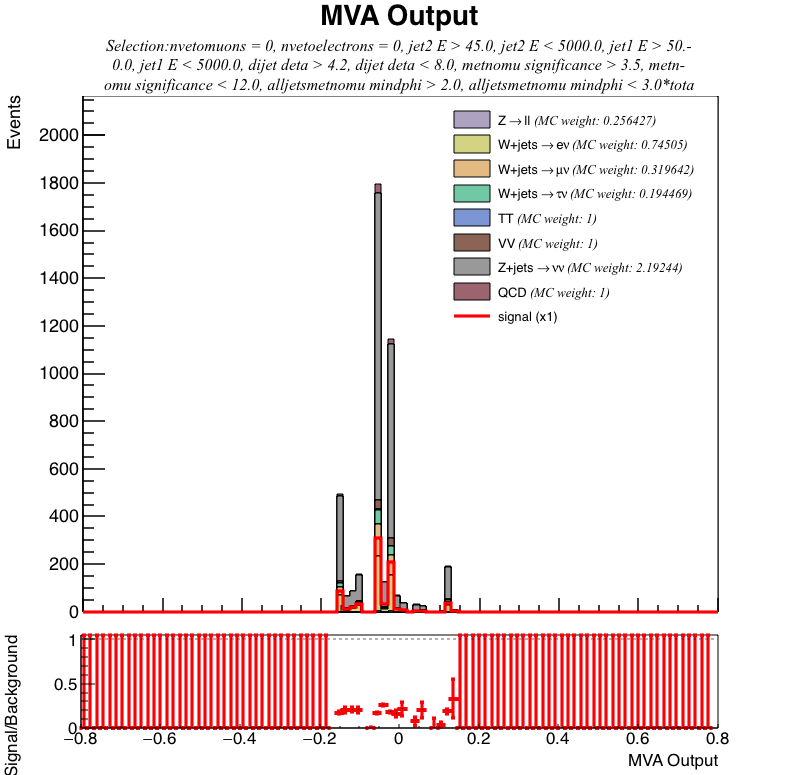 MVA Output
Selection:nvetomuons = 0, nvetoelectrons = 0, jet2 E > 45.0, jet2 E < 5000.0, jet1 E > 50.-
0.0, jet1 E < 5000.0, dijet deta > 4.2, dijet deta < 8.0, metnomu significance > 3.5, metn-
omu significance < 12.0, alljetsmetnomu mindphi > 2.0, alljetsmetnomu mindphi < 3.0*tota
Events
2000
1800
1600
1400
1200
1000
800
600
400
200
0
Z → ll (MC weight: 0.256427)
W+jets → eν (MC weight: 0.74505)
W+jets → μν (MC weight: 0.319642)
W+jets → τν (MC weight: 0.194469)
TT (MC weight: 1)
VV (MC weight: 1)
Z+jets → νν (MC weight: 2.19244)
QCD (MC weight: 1)
signal (x1)
Signal/Background
1
0.5
0
−0.8 −0.6 −0.4 −0.2 0 0.2 0.4 0.6 0.8
MVA Output